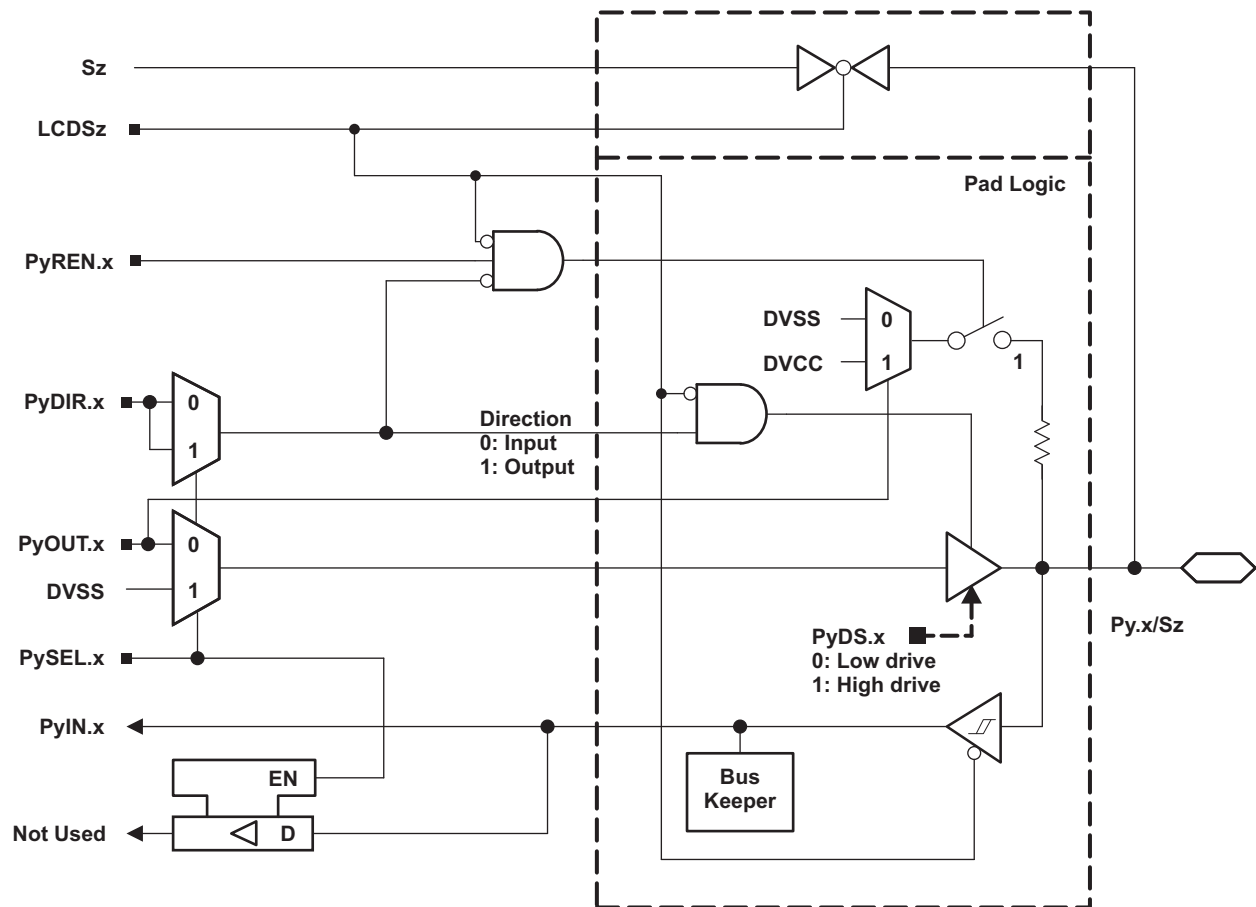 Sz
LCDSz
Pad Logic
PyREN.x
DVSS
0
DVCC
1
1
PyDIR.x
0
1
Direction
0: Input
1: Output
PyOUT.x
0
DVSS
1
Py.x/Sz
PyDS.x
0: Low drive
1: High drive
PySEL.x
PyIN.x
EN
Bus
Keeper
Not Used
D